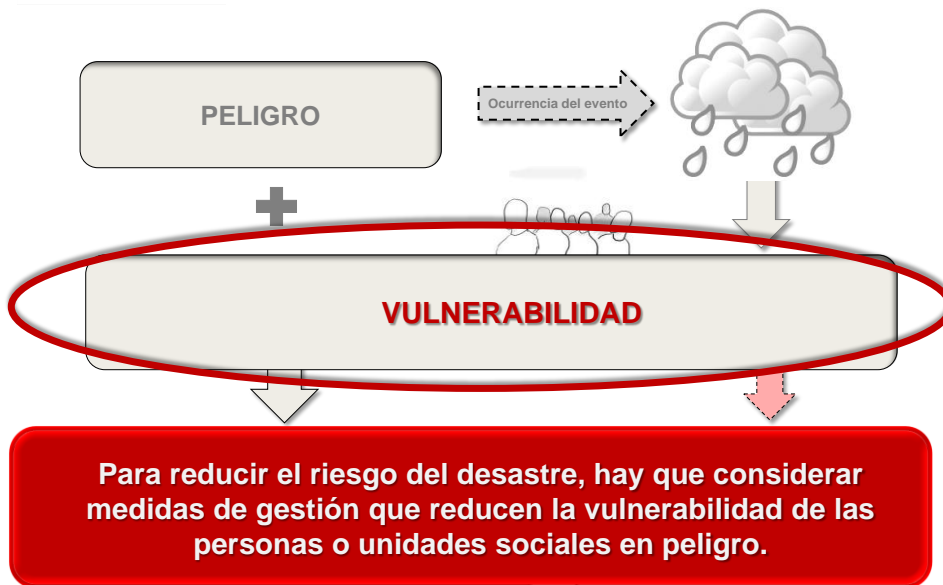 PELIGRO
Ocurrencia del evento
VULNERABILIDAD
Para reducir el riesgo del desastre, hay que considerar
medidas de gestión que reducen la vulnerabilidad de las
personas o unidades sociales en peligro.